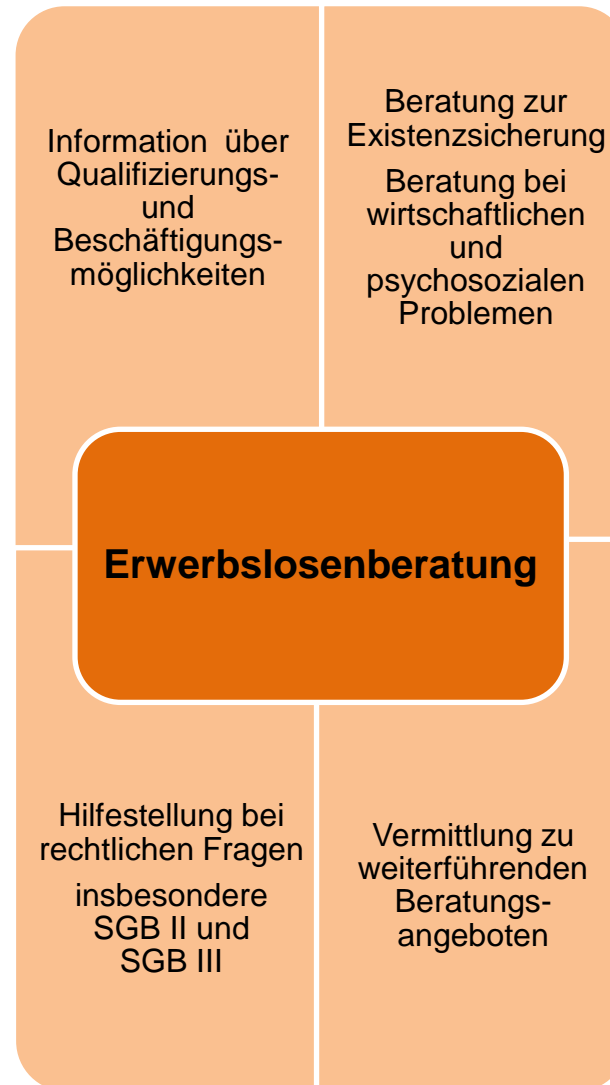 Information über
Qualifizierungs-
und
Beschäftigungs-
möglichkeiten
Beratung zur
Existenzsicherung
Beratung bei
wirtschaftlichen
und
psychosozialen
Problemen
Erwerbslosenberatung
Hilfestellung bei
rechtlichen Fragen
insbesondere
SGB II und
SGB III
Vermittlung zu
weiterführenden
Beratungs-
angeboten